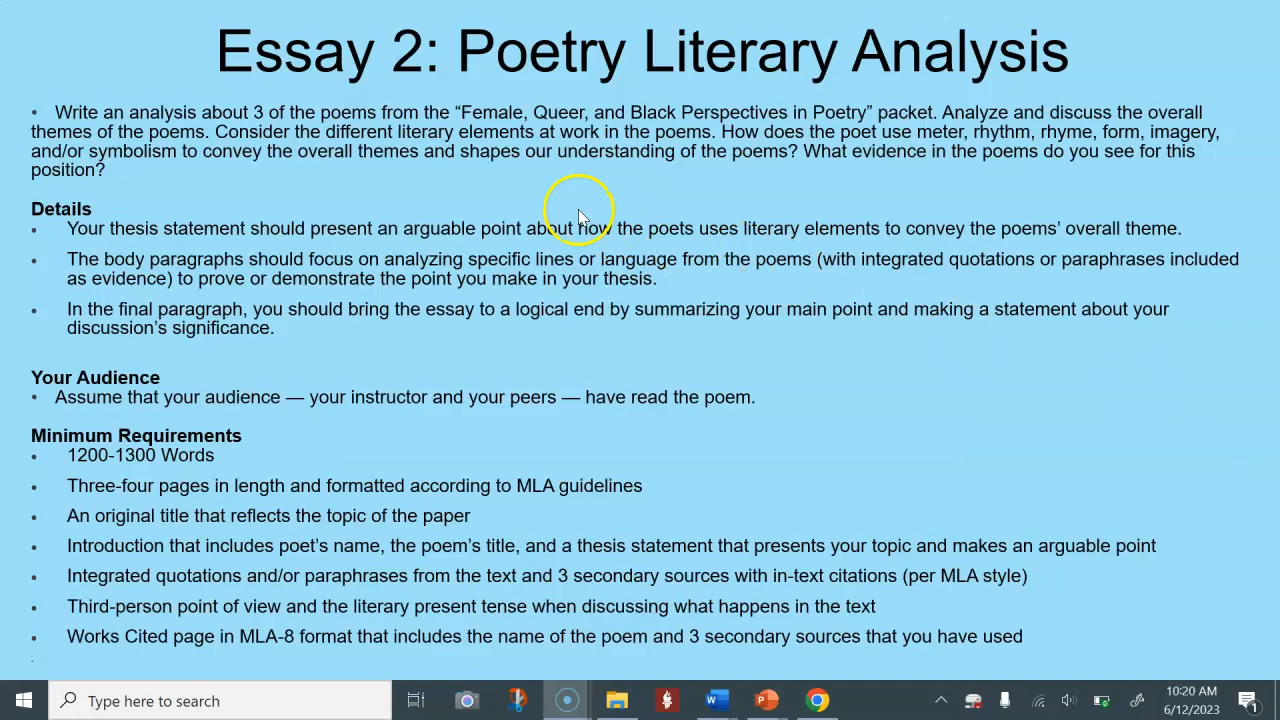 Essay 2: Poetry Literary Analysis
• Write an analysis about 3 of the poems from the “Female, Queer, and Black Perspectives in Poetry” packet. Analyze and discuss the overall
themes of the poems. Consider the different literary elements at work in the poems. How does the poet use meter, rhythm, rhyme, form, imagery,
and/or symbolism to convey the overall themes and shapes our understanding of the poems? What evidence in the poems do you see for this
position?
Details
• Your thesis statement should present an arguable point about how the poets uses literary elements to convey the poems’ overall theme.
• The body paragraphs should focus on analyzing specific lines or language from the poems (with integrated quotations or paraphrases included
as evidence) to prove or demonstrate the point you make in your thesis.
• In the final paragraph, you should bring the essay to a logical end by summarizing your main point and making a statement about your
discussion’s significance.
Your Audience
• Assume that your audience — your instructor and your peers — have read the poem.
Minimum Requirements
• 1200-1300 Words
• Three-four pages in length and formatted according to MLA guidelines
• An original title that reflects the topic of the paper
• Introduction that includes poet’s name, the poem’s title, and a thesis statement that presents your topic and makes an arguable point
• Integrated quotations and/or paraphrases from the text and 3 secondary sources with in-text citations (per MLA style)
• Third-person point of view and the literary present tense when discussing what happens in the text
• Works Cited page in MLA-8 format that includes the name of the poem and 3 secondary sources that you have used
Type here to search
10:20 AM
6/12/2023
1